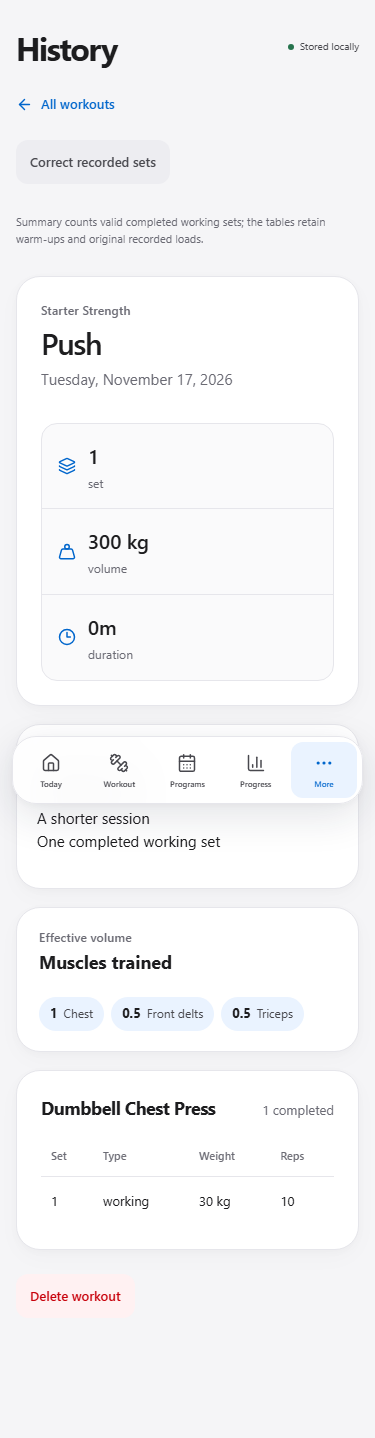 History
Stored locally
All workouts
Correct recorded sets
Summary counts valid completed working sets; the tables retain
warm-ups and original recorded loads.
Starter Strength
Push
Tuesday, November 17, 2026
1
set
300 kg
volume
0m
duration
Today
Workout
Programs
Progress
More
A shorter session
One completed working set
Effective volume
Muscles trained
1 Chest
0.5 Front delts
0.5 Triceps
Dumbbell Chest Press
1 completed
Set Type Weight Reps
1 working 30 kg 10
Delete workout